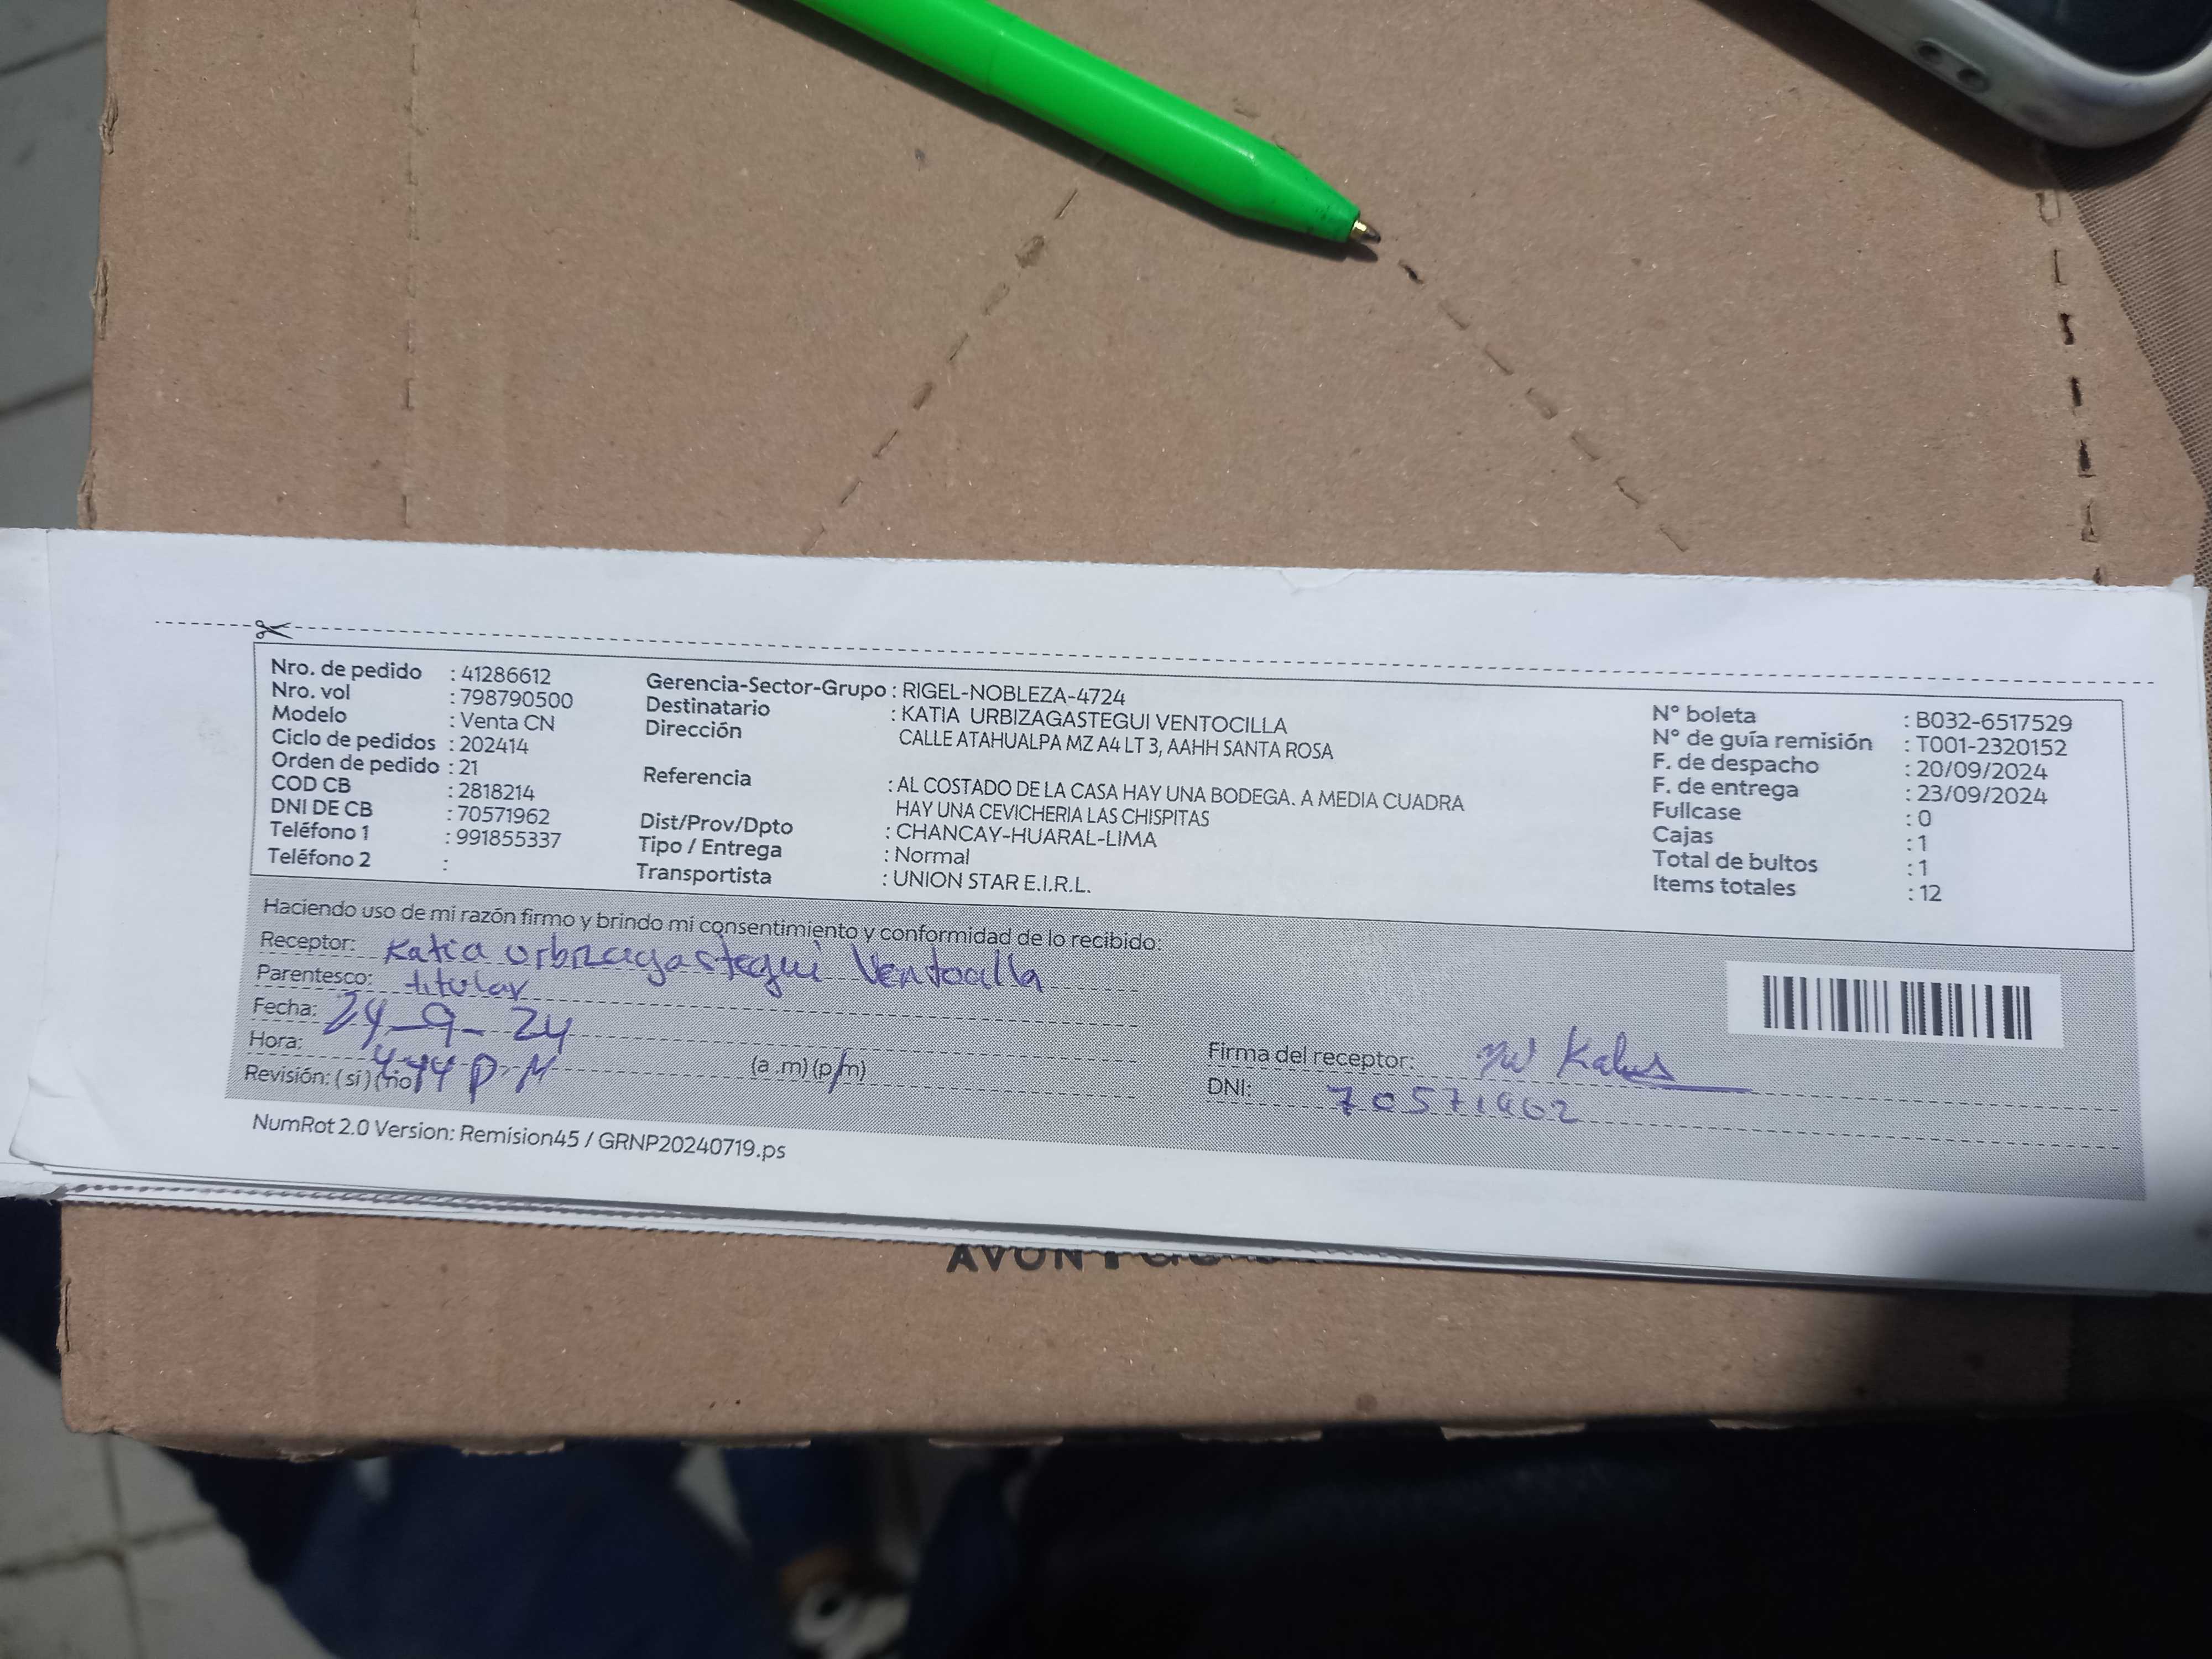 Nro. de pedido : 41286612
Nro. vol : 798790500
Modelo : Venta CN
Ciclo de pedidos : 202414
Orden de pedido : 21
COD CB : 2818214
DNI DE CB : 70571962
Teléfono 1 : 991855337
Teléfono 2 :
Gerencia-Sector-Grupo : RIGEL-NOBLEZA-4724
Destinatario : KATIA URBIZAGASTEGUI VENTOCILLA
Dirección CALLE ATAHUALPA MZ A4 LT 3, AAHH SANTA ROSA
Referencia : AL COSTADO DE LA CASA HAY UNA BODEGA. A MEDIA CUADRA
HAY UNA CEVICHERIA LAS CHISPITAS
Dist/Prov/Dpto : CHANCAY-HUARAL-LIMA
Tipo / Entrega : Normal
Transportista : UNION STAR E.I.R.L.
N° boleta : B032-6517529
N° de guía remisión : T001-2320152
F. de despacho : 20/09/2024
F. de entrega : 23/09/2024
Fullcase : 0
Cajas : 1
Total de bultos : 1
Items totales : 12
Haciendo uso de mi razón firmo y brindo mi consentimiento y conformidad de lo recibido:
Receptor: Katia Urbizagastegui Ventocilla
Parentesco: titular
Fecha: 24-9-24
Hora: P.M (a.m) (p/m)
Revisión: (si) (no)
Firma del receptor:
DNI: 70571962
NumRot 2.0 Version: Remision45 / GRNP20240719.ps
AVON